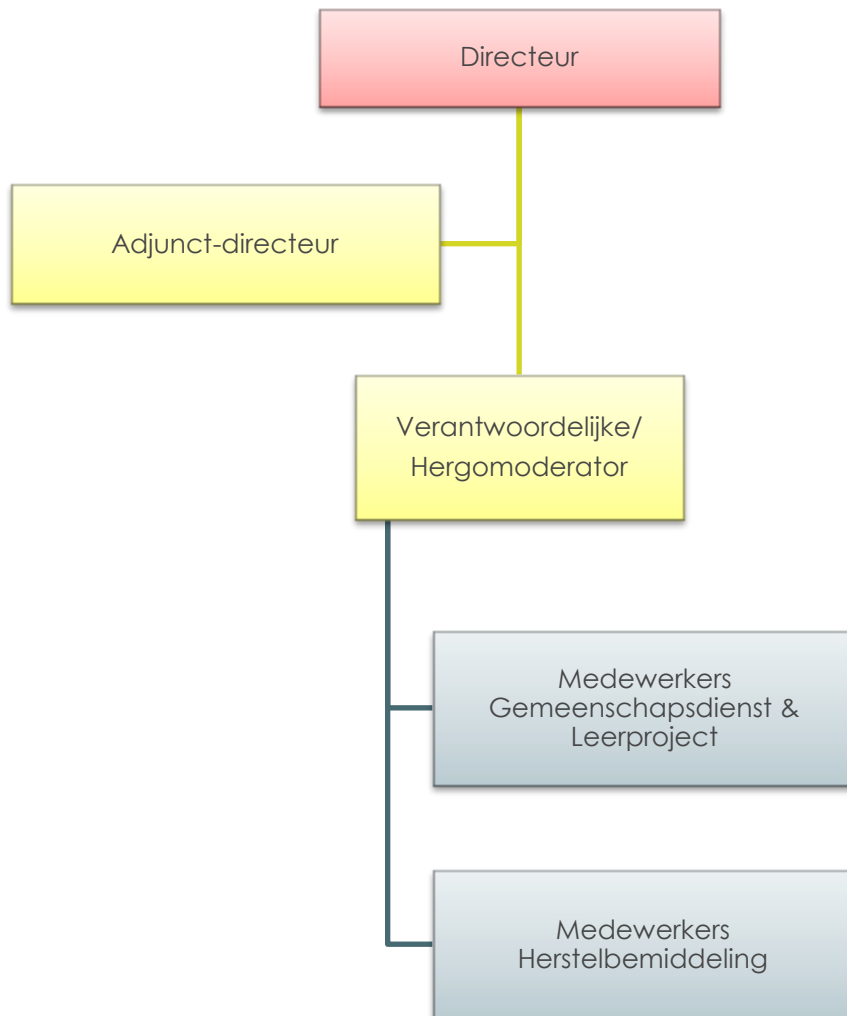 Directeur
Adjunct-directeur
Verantwoordelijke/
Hergomoderator
Medewerkers
Gemeenschapsdienst &
Leerproject
Medewerkers
Herstelbemiddeling